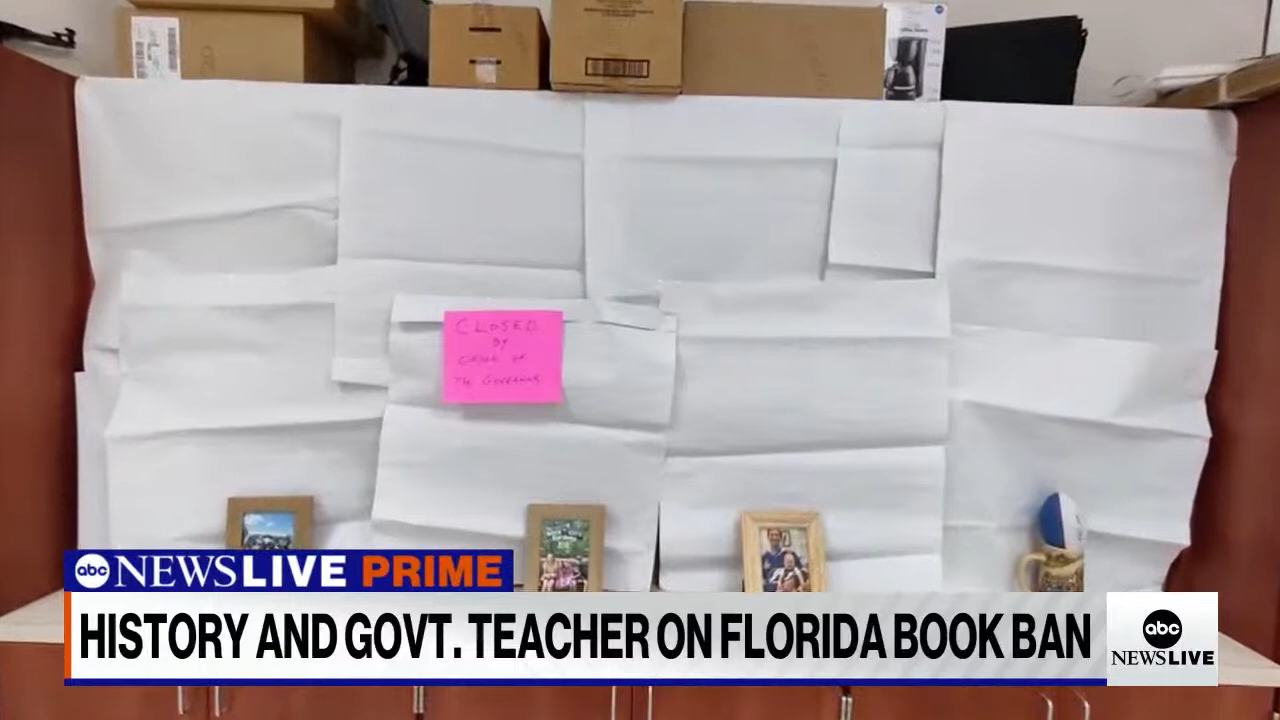 CLOSED
BY
ORDER OF
THE GOVERNOR
abc NEWS LIVE PRIME
HISTORY AND GOVT. TEACHER ON FLORIDA BOOK BAN
abc
NEWS LIVE